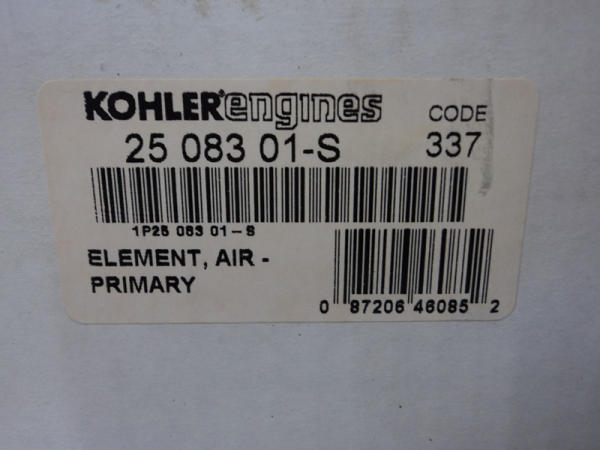 KOHLER engines
CODE
25 083 01-S
337
1P25 083 01-S
ELEMENT, AIR -
PRIMARY
0 87206 46085 2